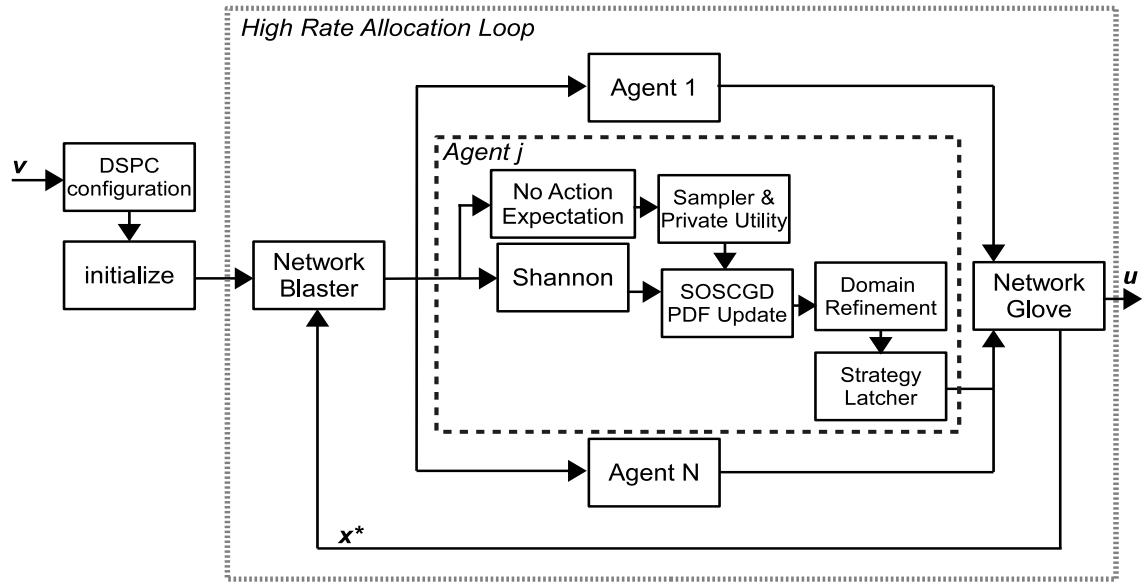 High Rate Allocation Loop
Agent 1
v
DSPC
configuration
initialize
Network
Blaster
Agent j
No Action
Expectation
Sampler &
Private Utility
Shannon
SOSCGD
PDF Update
Domain
Refinement
Strategy
Latcher
Network
Glove
u
Agent N
x*